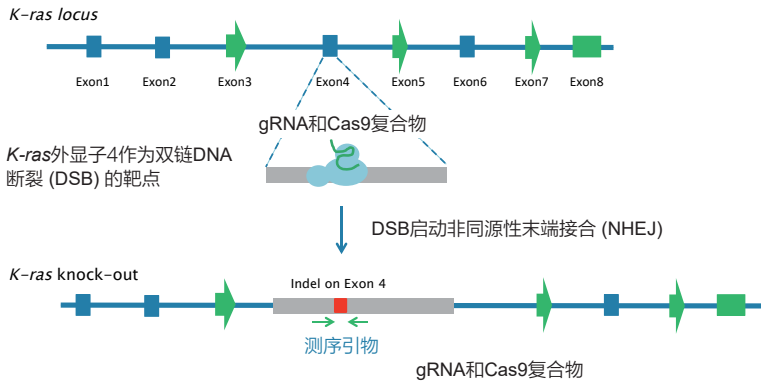 K-ras locus
Exon1
Exon2
Exon3
Exon4
Exon5
Exon6
Exon7
Exon8
gRNA和Cas9复合物
K-ras外显子4作为双链DNA
断裂 (DSB) 的靶点
DSB启动非同源性末端接合 (NHEJ)
K-ras knock-out
Indel on Exon 4
测序引物
gRNA和Cas9复合物